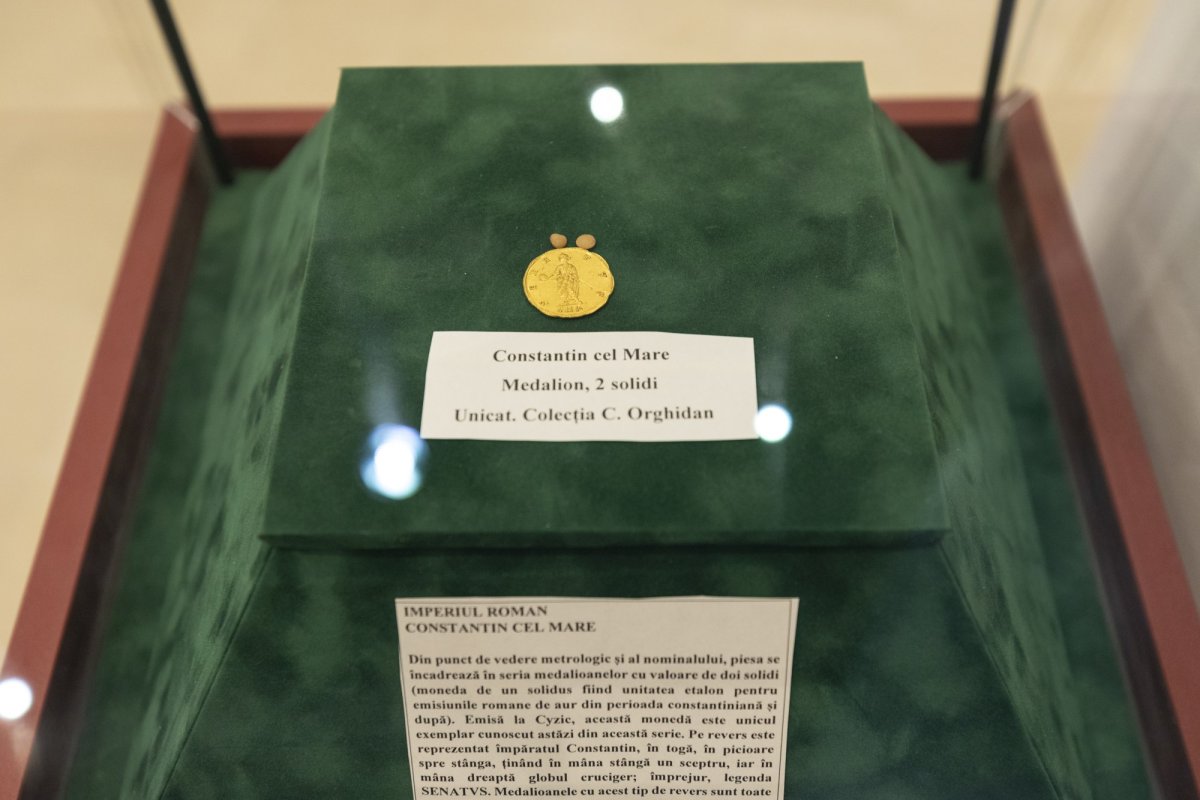 Constantin cel Mare
Medalion, 2 solidi
Unicat. Colecția C. Orghidan
IMPERIUL ROMAN
CONSTANTIN CEL MARE
Din punct de vedere metrologic și al nominalului, piesa se
încadrează în seria medalioanelor cu valoare de doi solidi
(moneda de un solidus fiind unitatea etalon pentru
emisiunile romane de aur din perioada constantiniană și
după). Emisă la Cyzic, această monedă este unicul
exemplar cunoscut astăzi din această serie. Pe revers este
reprezentat împăratul Constantin, în togă, în picioare
spre stânga, ținând în mâna stângă un sceptru, iar în
mâna dreaptă globul cruciger; împrejur, legenda
SENATVS. Medalioanele cu acest tip de revers sunt toate